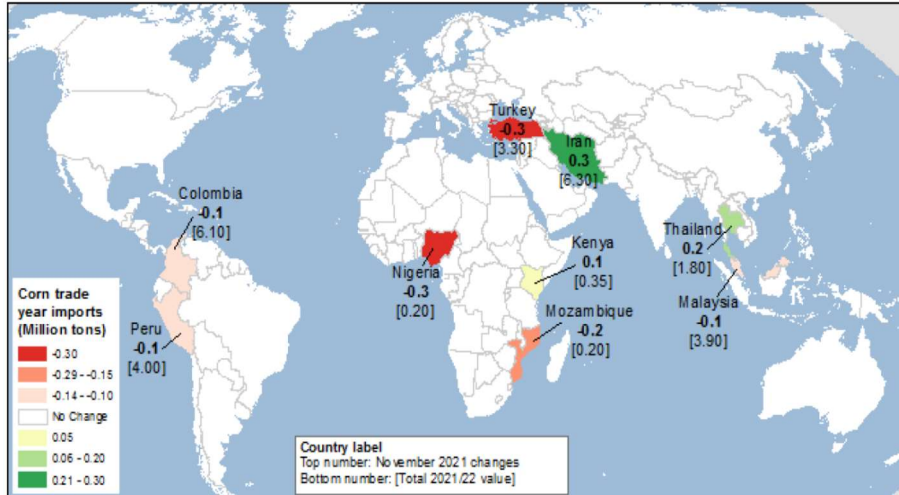 Turkey
-0.3
[3.30]
Iran
0.3
[6.30]
Colombia
-0.1
[6.10]
Nigeria
-0.3
[0.20]
Kenya
0.1
[0.35]
Thailand
0.2
[1.80]
Malaysia
-0.1
[3.90]
Mozambique
-0.2
[0.20]
Peru
-0.1
[4.00]
Corn trade
year imports
(Million tons)
-0.30
-0.29 - -0.15
-0.14 - -0.10
No Change
0.05
0.06 - 0.20
0.21 - 0.30
Country label
Top number: November 2021 changes
Bottom number: [Total 2021/22 value]